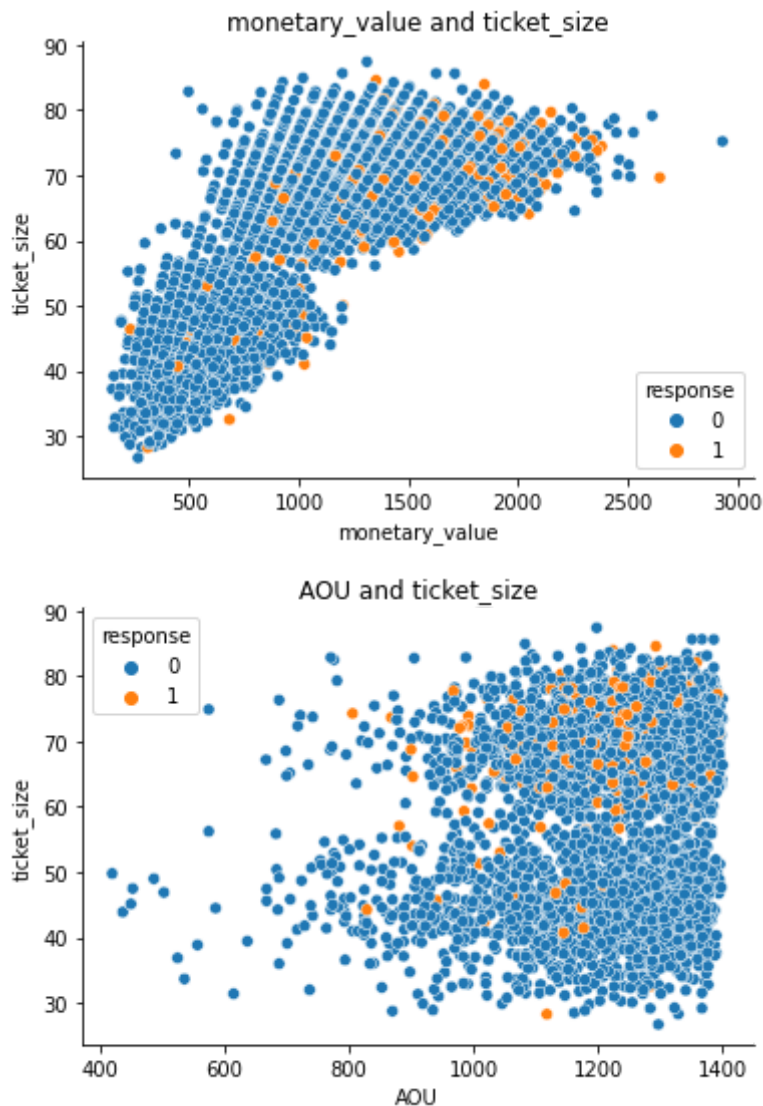 monetary_value and ticket_size
90
80
70
60
50
40
30
ticket_size
response
0
1
500 1000 1500 2000 2500 3000
monetary_value
AOU and ticket_size
90
80
70
60
50
40
30
ticket_size
response
0
1
400 600 800 1000 1200 1400
AOU